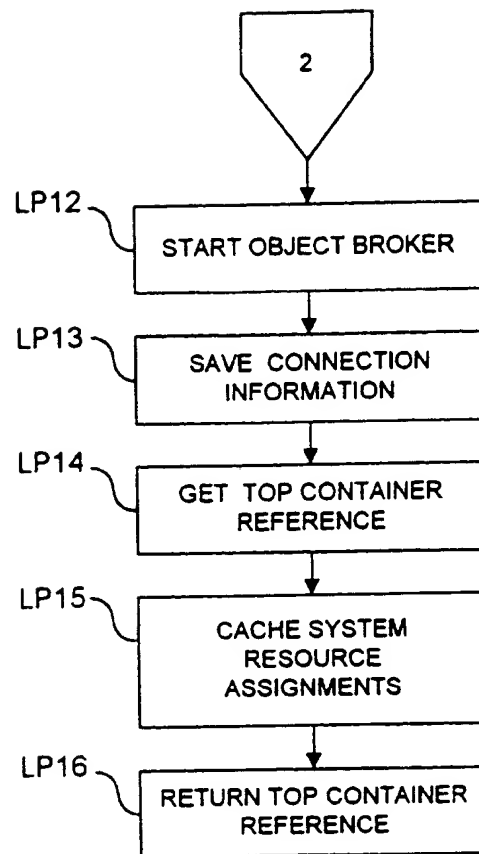 2
LP12
START OBJECT BROKER
LP13
SAVE CONNECTION
INFORMATION
LP14
GET TOP CONTAINER
REFERENCE
LP15
CACHE SYSTEM
RESOURCE
ASSIGNMENTS
LP16
RETURN TOP CONTAINER
REFERENCE